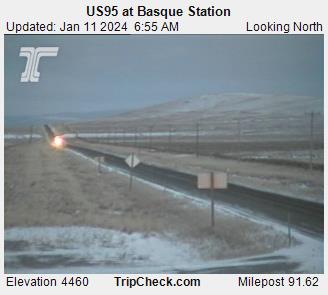 US95 at Basque Station
Updated: Jan 11 2024 6:55 AM Looking North
Elevation 4460 TripCheck.com Milepost 91.62